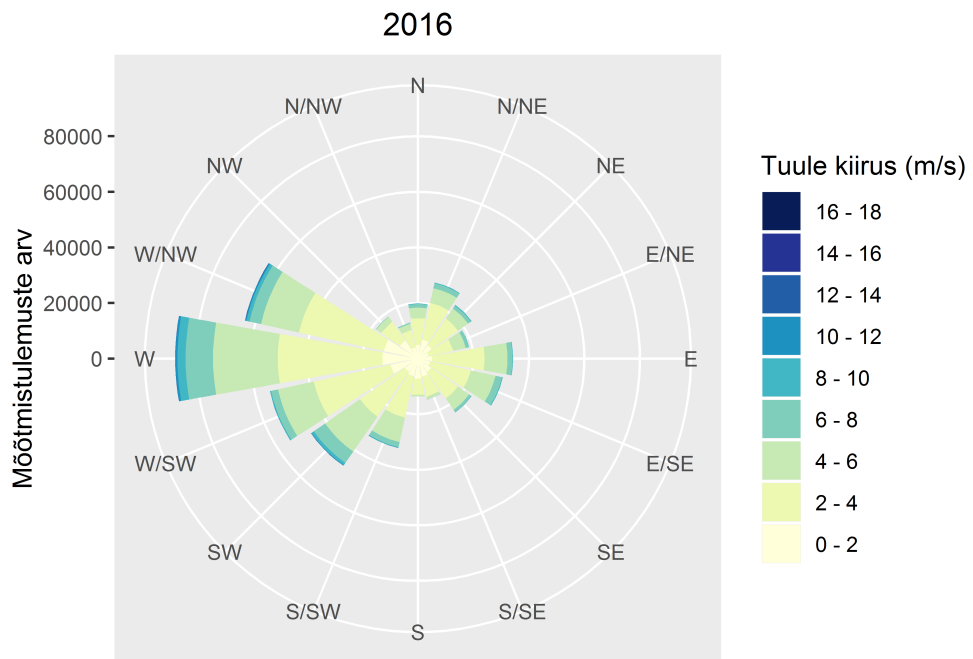 2016
N
N/NW
N/NE
80000
NW
NE
60000
40000
W/NW
E/NE
20000
0
W
E
W/SW
E/SE
SW
SE
S/SW
S/SE
S
Mõõtmistulemuste arv
Tuule kiirus (m/s)
16 - 18
14 - 16
12 - 14
10 - 12
8 - 10
6 - 8
4 - 6
2 - 4
0 - 2